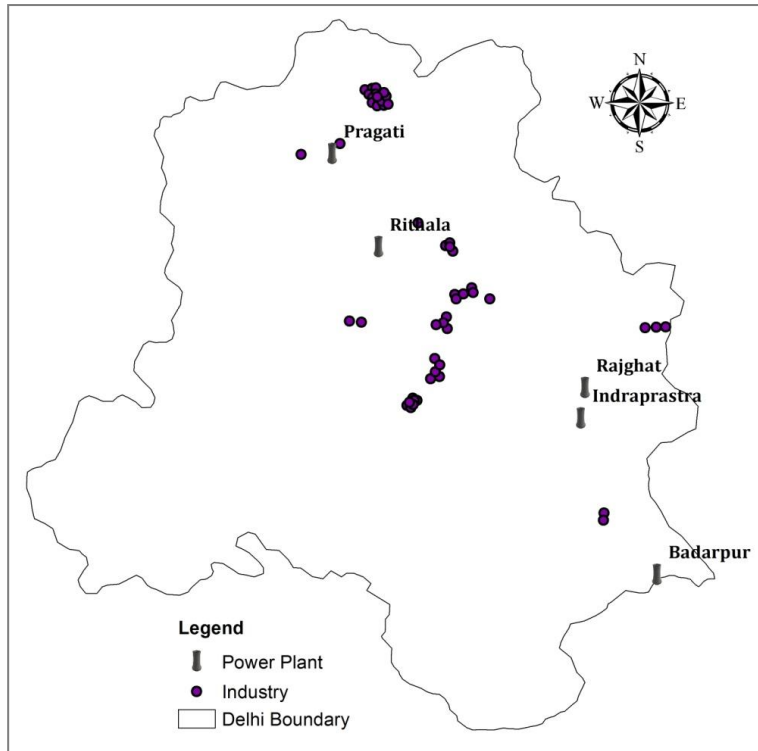 N
W E
S
Pragati
Rithala
Rajghat
Indraprastra
Badarpur
Legend
Power Plant
Industry
Delhi Boundary